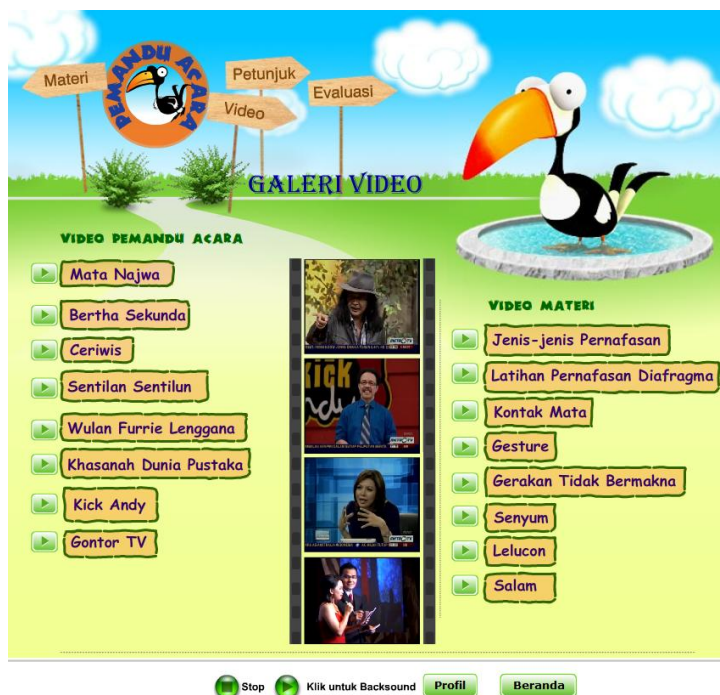 Materi
PEMANDU ACARA
Petunjuk
Video
Evaluasi
GALERI VIDEO
VIDEO PEMANDU ACARA
Mata Najwa
Bertha Sekunda
Ceriwis
Sentilan Sentilun
Wulan Furrie Lenggana
Khasanah Dunia Pustaka
Kick Andy
Gontor TV
kick
VIDEO MATERI
Jenis-jenis Pernafasan
Latihan Pernafasan Diafragma
Kontak Mata
Gesture
Gerakan Tidak Bermakna
Senyum
Lelucon
Salam
Stop
Klik untuk Backsound
Profil
Beranda